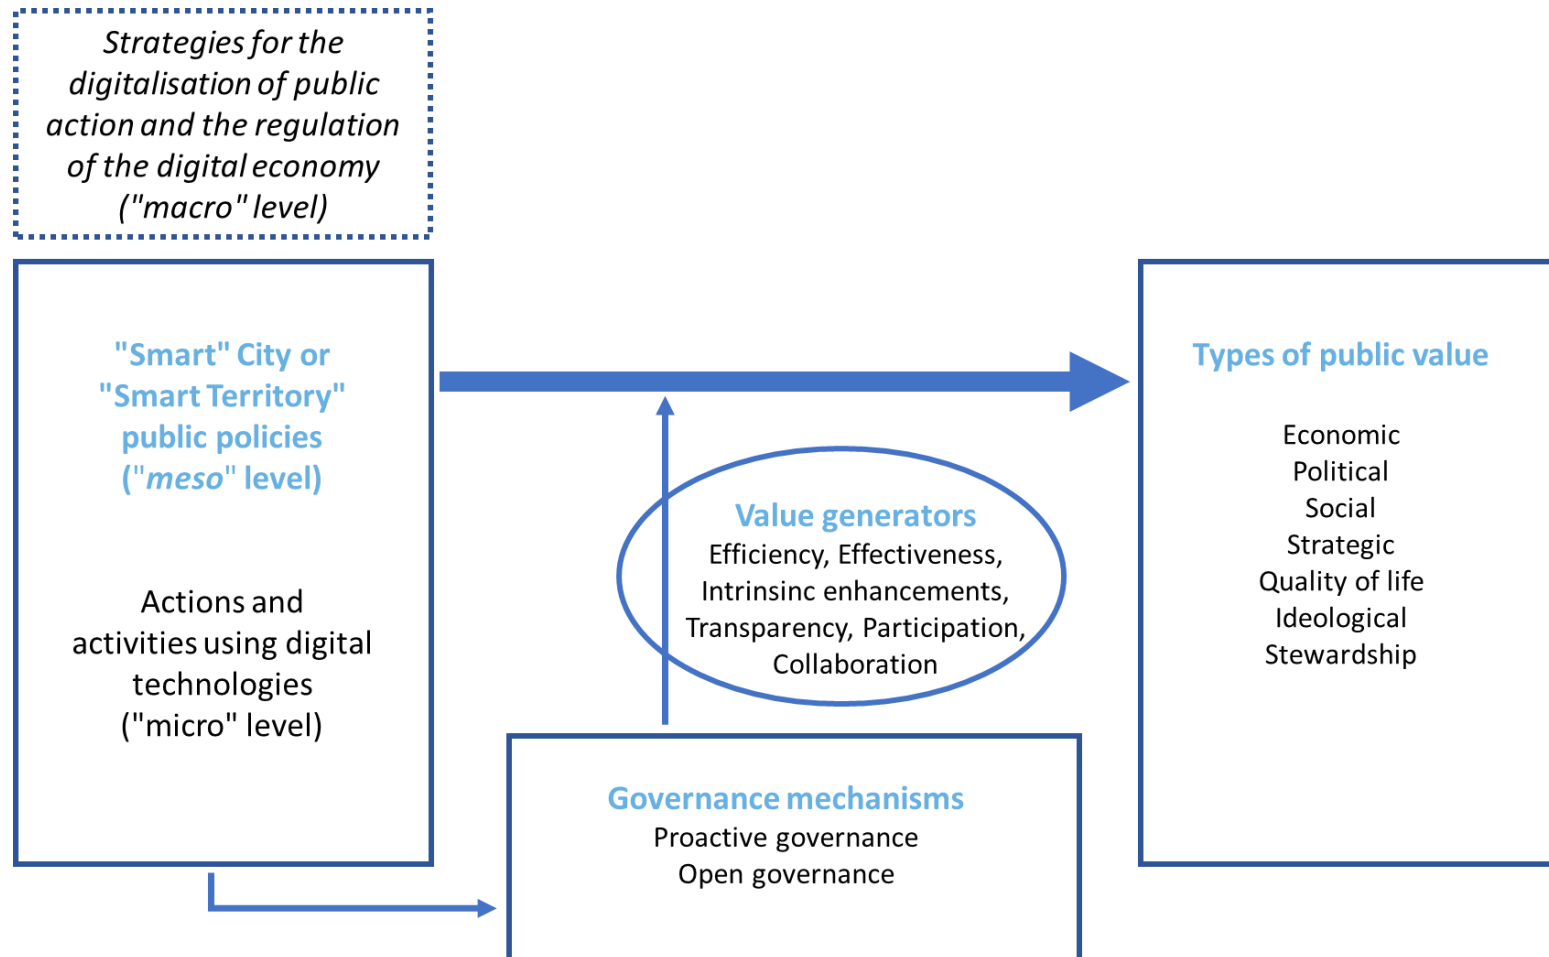 Strategies for the
digitalisation of public
action and the regulation
of the digital economy
("macro" level)
"Smart" City or
"Smart Territory"
public policies
("meso" level)
Actions and
activities using digital
technologies
("micro" level)
Value generators
Efficiency, Effectiveness,
Intrinsinc enhancements,
Transparency, Participation,
Collaboration
Governance mechanisms
Proactive governance
Open governance
Types of public value
Economic
Political
Social
Strategic
Quality of life
Ideological
Stewardship